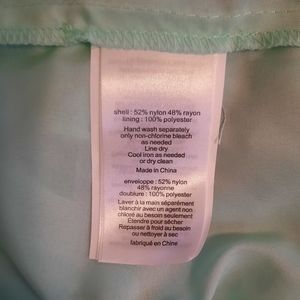 shell : 52% nylon 48% rayon
lining : 100% polyester
Hand wash separately
only non-chlorine bleach
as needed
Line dry
Cool iron as needed
or dry clean
Made in China
enveloppe : 52% nylon
48% rayonne
doublure : 100% polyester
Laver à la main séparément
blanchir avec un agent non
chloré au besoin seulement
Étendre pour sécher
Repasser à froid au besoin
ou nettoyer à sec
fabriqué en Chine